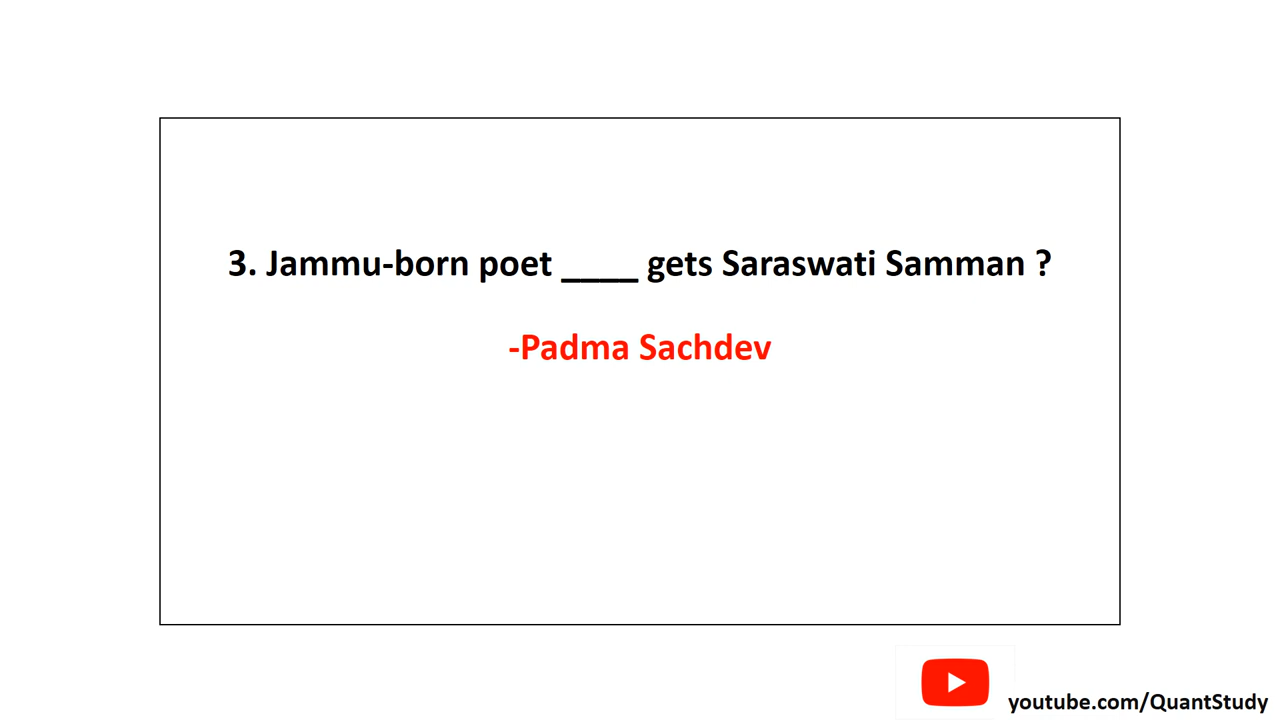 3. Jammu-born poet ____ gets Saraswati Samman ?
-Padma Sachdev
youtube.com/QuantStudy